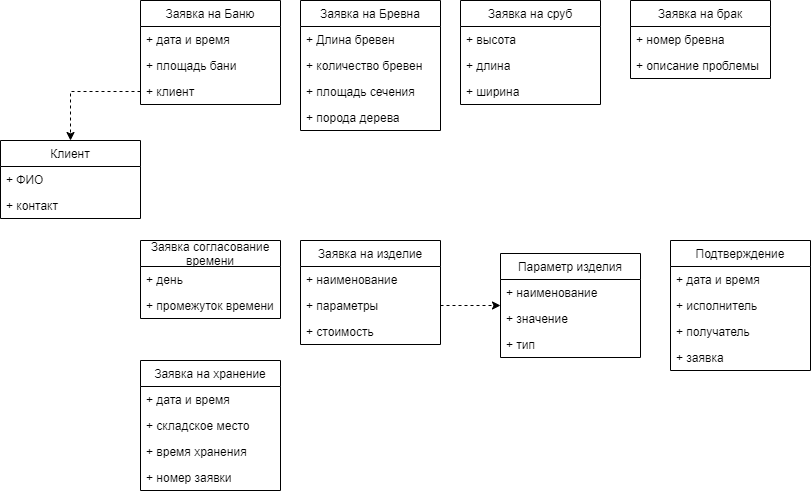 Заявка на Баню
+ дата и время
+ площадь бани
+ клиент
Заявка на Бревна
+ Длина бревен
+ количество бревен
+ площадь сечения
+ порода дерева
Заявка на сруб
+ высота
+ длина
+ ширина
Заявка на брак
+ номер бревна
+ описание проблемы
Клиент
+ ФИО
+ контакт
Заявка согласование
времени
+ день
+ промежуток времени
Заявка на изделие
+ наименование
+ параметры
+ стоимость
Параметр изделия
+ наименование
+ значение
+ тип
Подтверждение
+ дата и время
+ исполнитель
+ получатель
+ заявка
Заявка на хранение
+ дата и время
+ складское место
+ время хранения
+ номер заявки